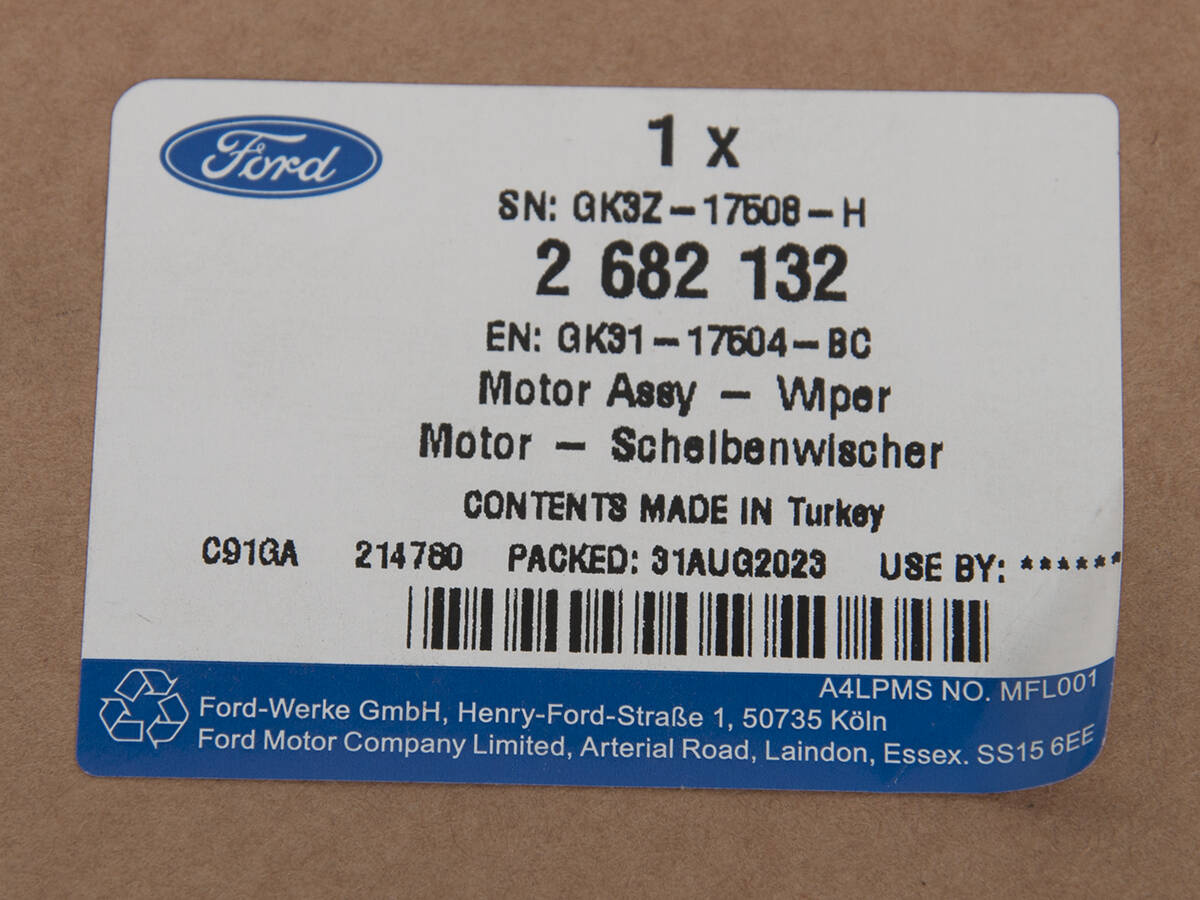 Ford
1 x
SN: GK3Z-17508-H
2 682 132
EN: GK31-17504-BC
Motor Assy - Wiper
Motor - Scheibenwischer
CONTENTS MADE IN Turkey
C91GA 214780 PACKED: 31AUG2023 USE BY: ******
A4LPMS NO. MFL001
Ford-Werke GmbH, Henry-Ford-Straße 1, 50735 Köln
Ford Motor Company Limited, Arterial Road, Laindon, Essex. SS15 6EE